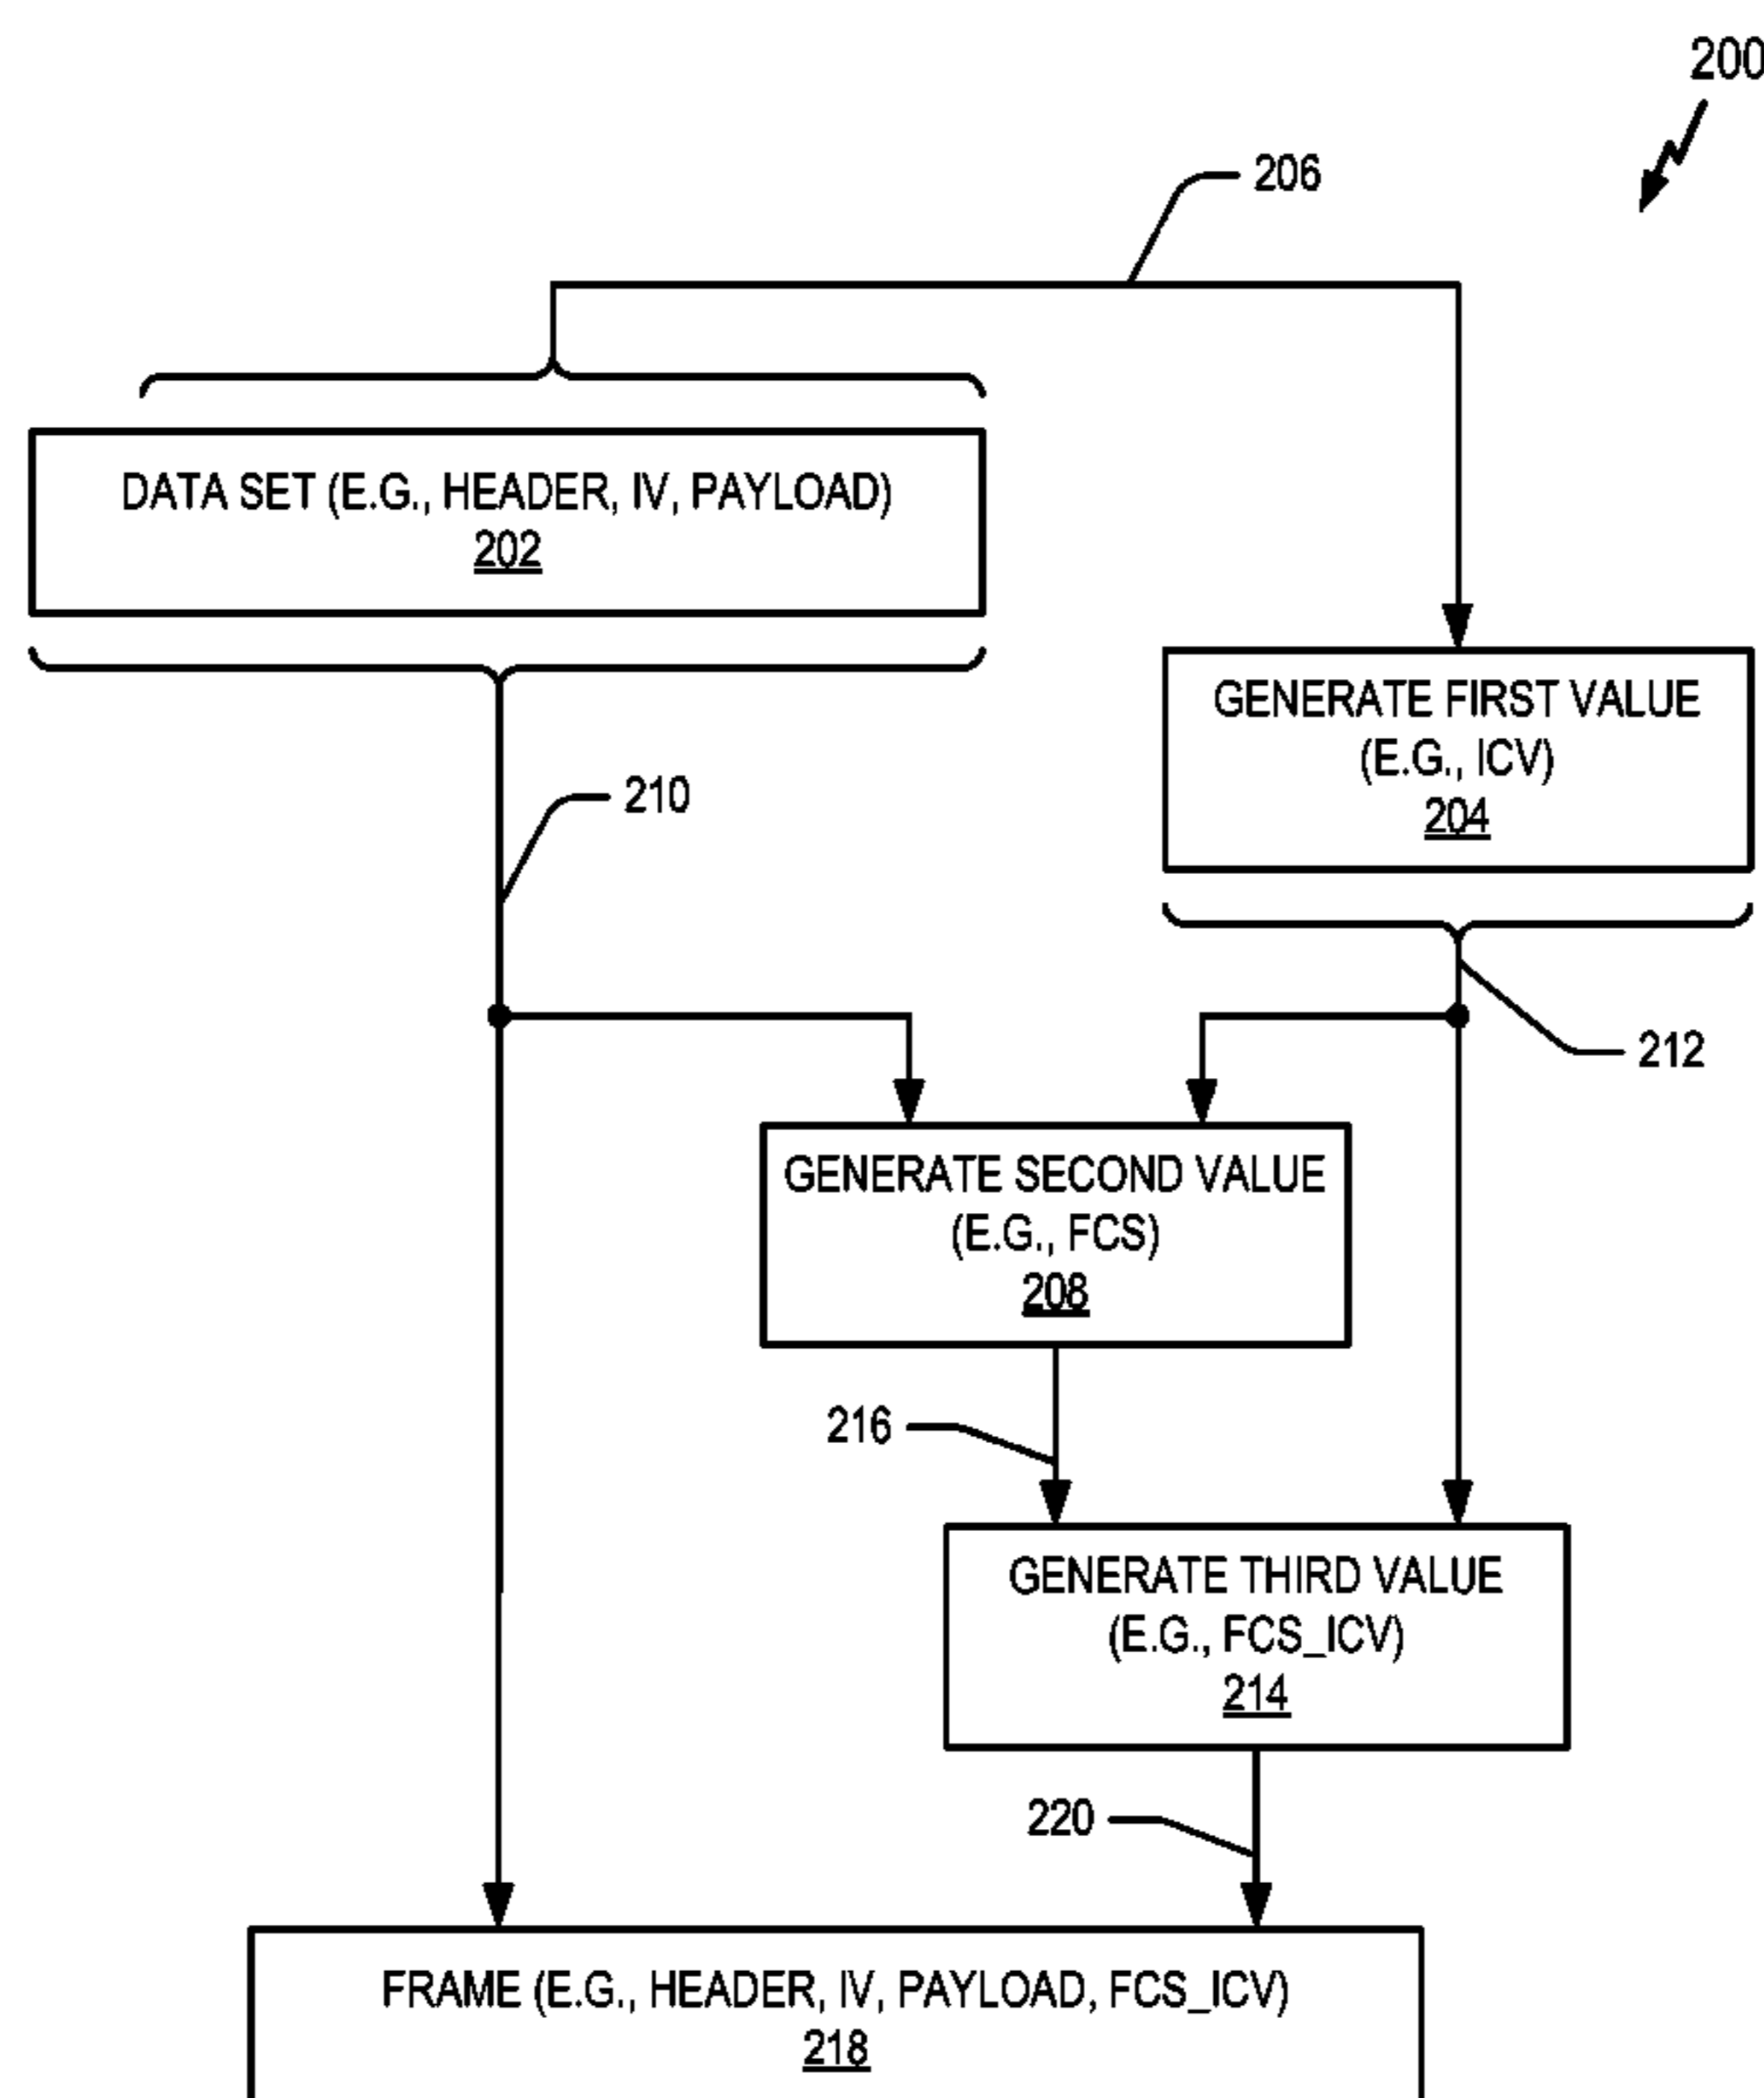 200
206
DATA SET (E.G., HEADER, IV, PAYLOAD)
202
GENERATE FIRST VALUE
(E.G., ICV)
204
210
212
GENERATE SECOND VALUE
(E.G., FCS)
208
216
GENERATE THIRD VALUE
(E.G., FCS_ICV)
214
220
FRAME (E.G., HEADER, IV, PAYLOAD, FCS_ICV)
218